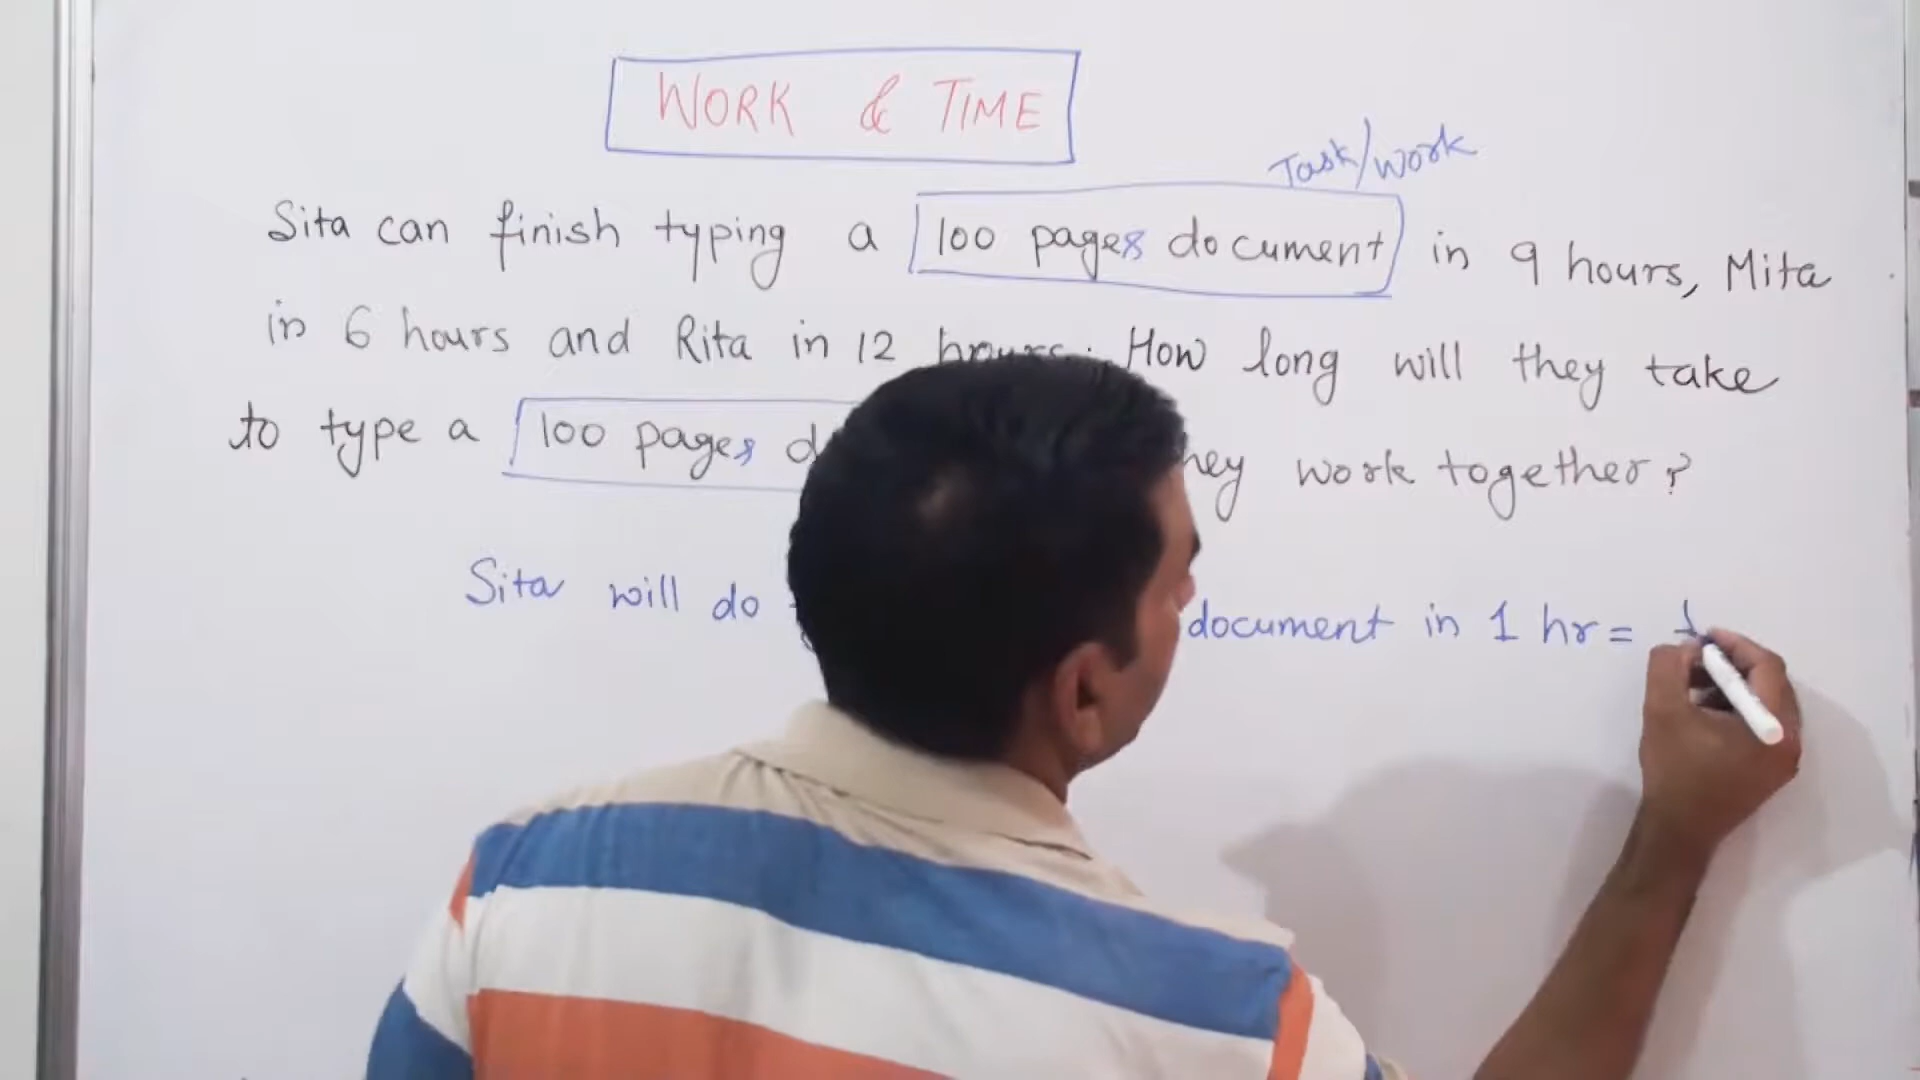 WORK & TIME
Task/work
Sita can finish typing a 100 pages document in 9 hours, Mita
in 6 hours and Rita in 12 hours. How long will they take
to type a 100 pages they work together?
Sita will do document in 1 hr = 1